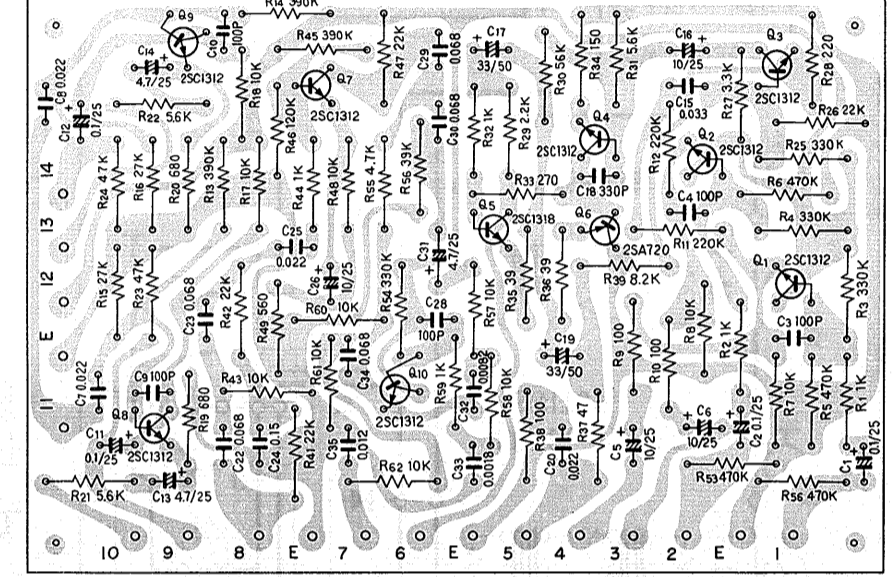 R14 390K
Q9
C10 100P
C14 4.7/25
2SC1312
R45 390K
R47 22K
C29 0.068
C17 33/50
R30 56K
R34 150
R31 5.6K
C16 10/25
Q3
R28 220
C8 0.022
C12 0.1/25
R22 5.6K
R18 10K
R46 120K
Q7
2SC1312
C30 0.068
R32 1K
R29 2.2K
Q4
2SC1312
C15 0.033
R27 3.3K
2SC1312
R26 22K
14
R24 47K
R16 27K
R20 680
R13 390K
R17 10K
R44 1K
R48 10K
R55 4.7K
R56 39K
R33 270
C18 330P
R12 220K
Q2
2SC1312
R25 330K
R6 470K
C4 100P
13
C25 0.022
C31 4.7/25
Q5
2SC1318
Q6
2SA720
R11 220K
R4 330K
12
R15 27K
R23 47K
C23 0.068
R42 22K
R49 560
C26 10/25
R54 330K
R57 10K
R35 39
R36 39
R39 8.2K
Q1
2SC1312
R3 330K
E
R60 10K
C28 100P
C19 33/50
R9 100
R10 100
R8 10K
R2 1K
C3 100P
11
C7 0.022
C9 100P
R19 680
R43 10K
R61 10K
C34 0.068
Q10
2SC1312
R59 1K
C32 0.0082
R58 10K
R38 100
R37 47
R7 10K
R5 470K
R1 1K
Q8
2SC1312
C11 0.1/25
C22 0.068
C24 0.15
R41 22K
C35 0.012
C33 0.0018
C20 0.022
C5 10/25
C6 10/25
C2 0.1/25
C1 0.1/25
R21 5.6K
C13 4.7/25
R62 10K
R53 470K
R56 470K
10 9 8 E 7 6 E 5 4 3 2 E 1